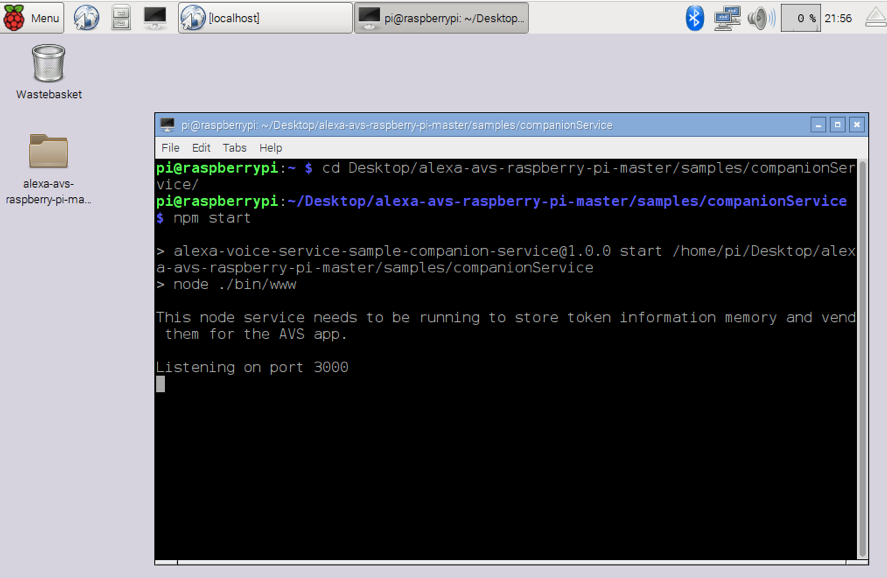 Menu
[localhost]
pi@raspberrypi: ~/Desktop...
0 %
21:56
Wastebasket
alexa-avs-
raspberry-pi-ma...
pi@raspberrypi: ~/Desktop/alexa-avs-raspberry-pi-master/samples/companionService
File Edit Tabs Help
pi@raspberrypi:~ $ cd Desktop/alexa-avs-raspberry-pi-master/samples/companionSer
vice/
pi@raspberrypi:~/Desktop/alexa-avs-raspberry-pi-master/samples/companionService
$ npm start
> alexa-voice-service-sample-companion-service@1.0.0 start /home/pi/Desktop/alex
a-avs-raspberry-pi-master/samples/companionService
> node ./bin/www
This node service needs to be running to store token information memory and vend
them for the AVS app.
Listening on port 3000